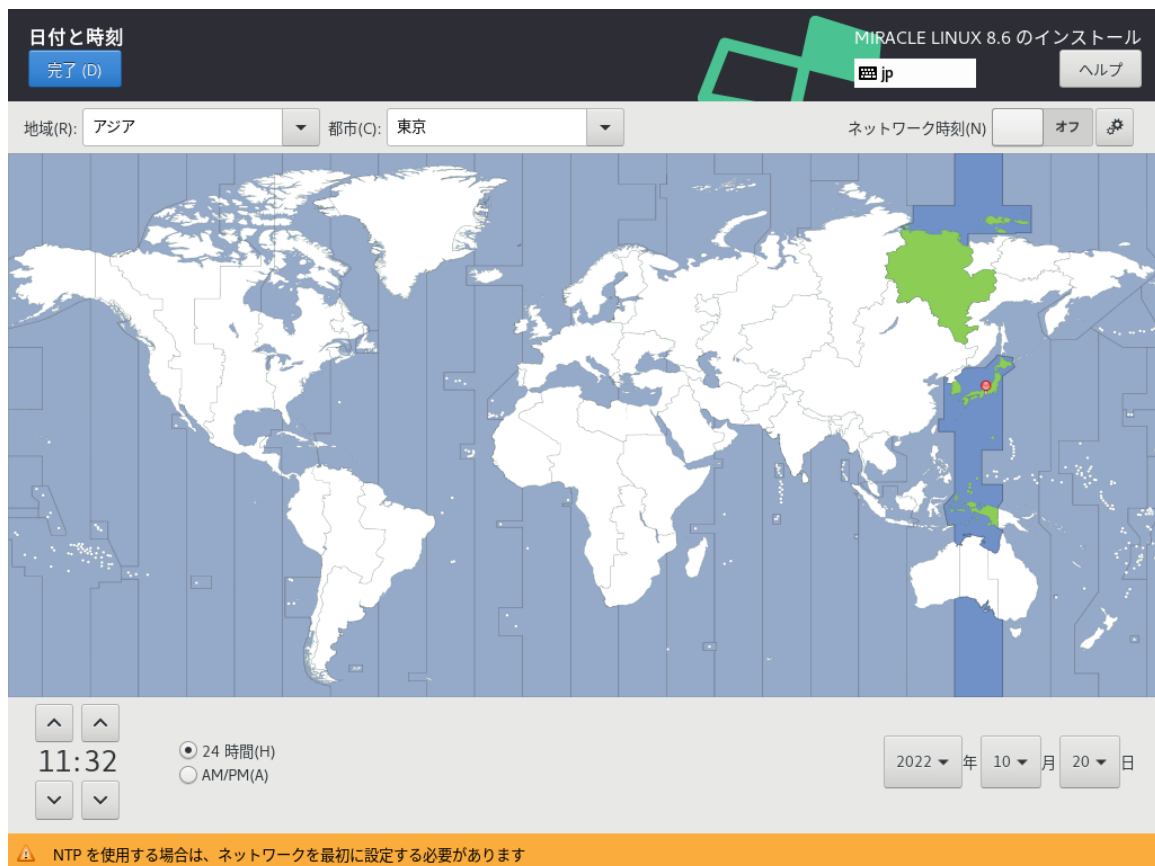 日付と時刻
MIRACLE LINUX 8.6 のインストール
完了 (D)
jp
ヘルプ
地域(R): アジア 都市(C): 東京 ネットワーク時刻(N) オフ
11:32
24 時間(H)
AM/PM(A)
2022 年 10 月 20 日
NTP を使用する場合は、ネットワークを最初に設定する必要があります